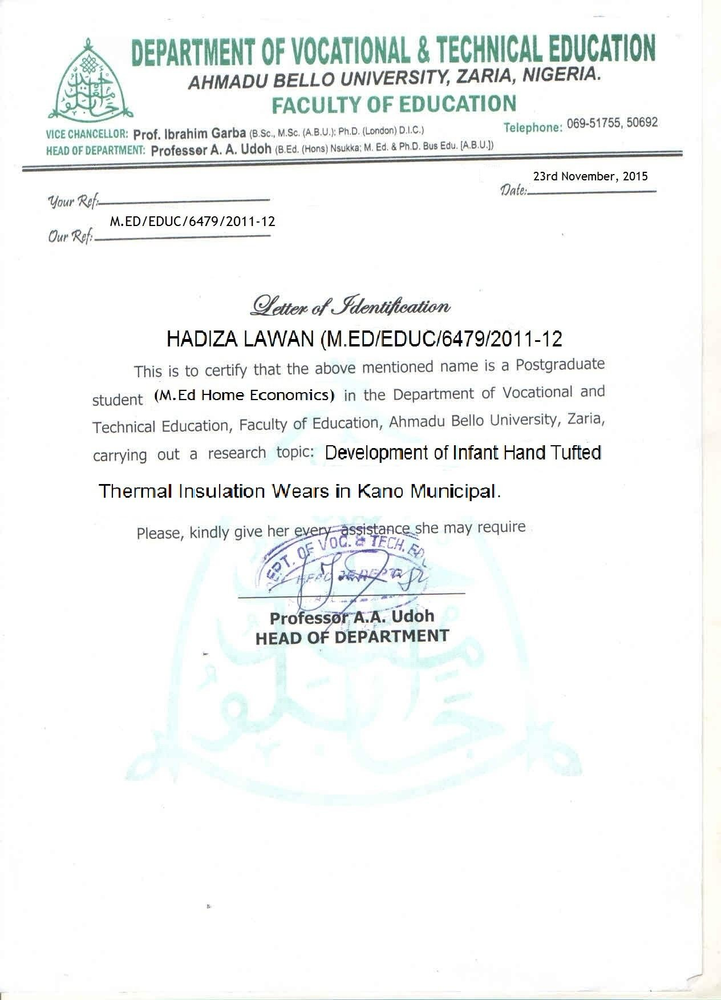 DEPARTMENT OF VOCATIONAL & TECHNICAL EDUCATION
AHMADU BELLO UNIVERSITY, ZARIA, NIGERIA.
FACULTY OF EDUCATION
VICE CHANCELLOR: Prof. Ibrahim Garba (B.Sc., M.Sc. (A.B.U.); Ph.D. (London) D.I.C.)
Telephone: 069-51755, 50692
HEAD OF DEPARTMENT: Professor A. A. Udoh (B.Ed. (Hons) Nsukka; M. Ed. & Ph.D. Bus Edu. [A.B.U.])
23rd November, 2015
Date:
Your Ref:
M.ED/EDUC/6479/2011-12
Our Ref:
Letter of Identification
HADIZA LAWAN (M.ED/EDUC/6479/2011-12
This is to certify that the above mentioned name is a Postgraduate
student (M.Ed Home Economics) in the Department of Vocational and
Technical Education, Faculty of Education, Ahmadu Bello University, Zaria,
carrying out a research topic: Development of Infant Hand Tufted
Thermal Insulation Wears in Kano Municipal.
Please, kindly give her every assistance she may require
DEPT. OF VOC. & TECH. ED
Professor A.A. Udoh
HEAD OF DEPARTMENT